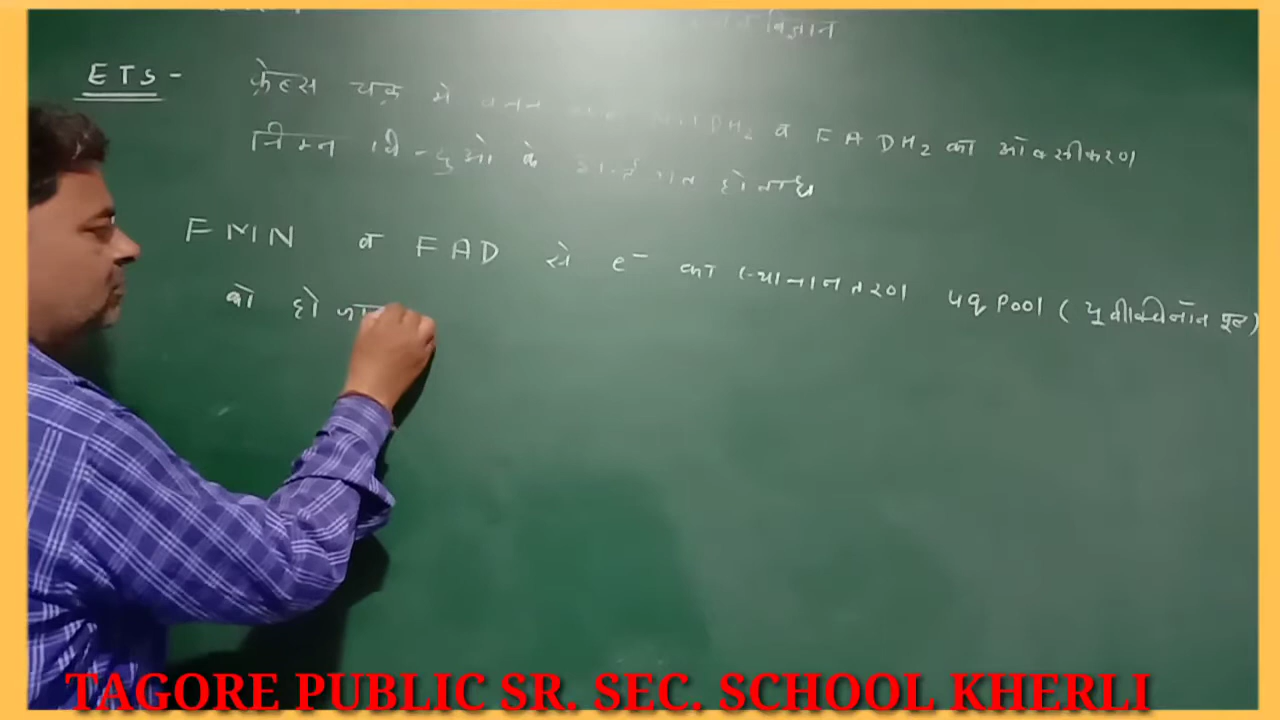 विज्ञान
ETS - क्रेब्स चक्र मे बनने DH2 व FADH2 का ऑक्सीकरण
निम्न बिन्दुओ के अन्तर्गत होता है
FMN व FAD से e⁻ का स्थानान्तरण uq Pool ( यूबीक्विनॉन पूल )
को हो जा
TAGORE PUBLIC SR. SEC. SCHOOL KHERLI